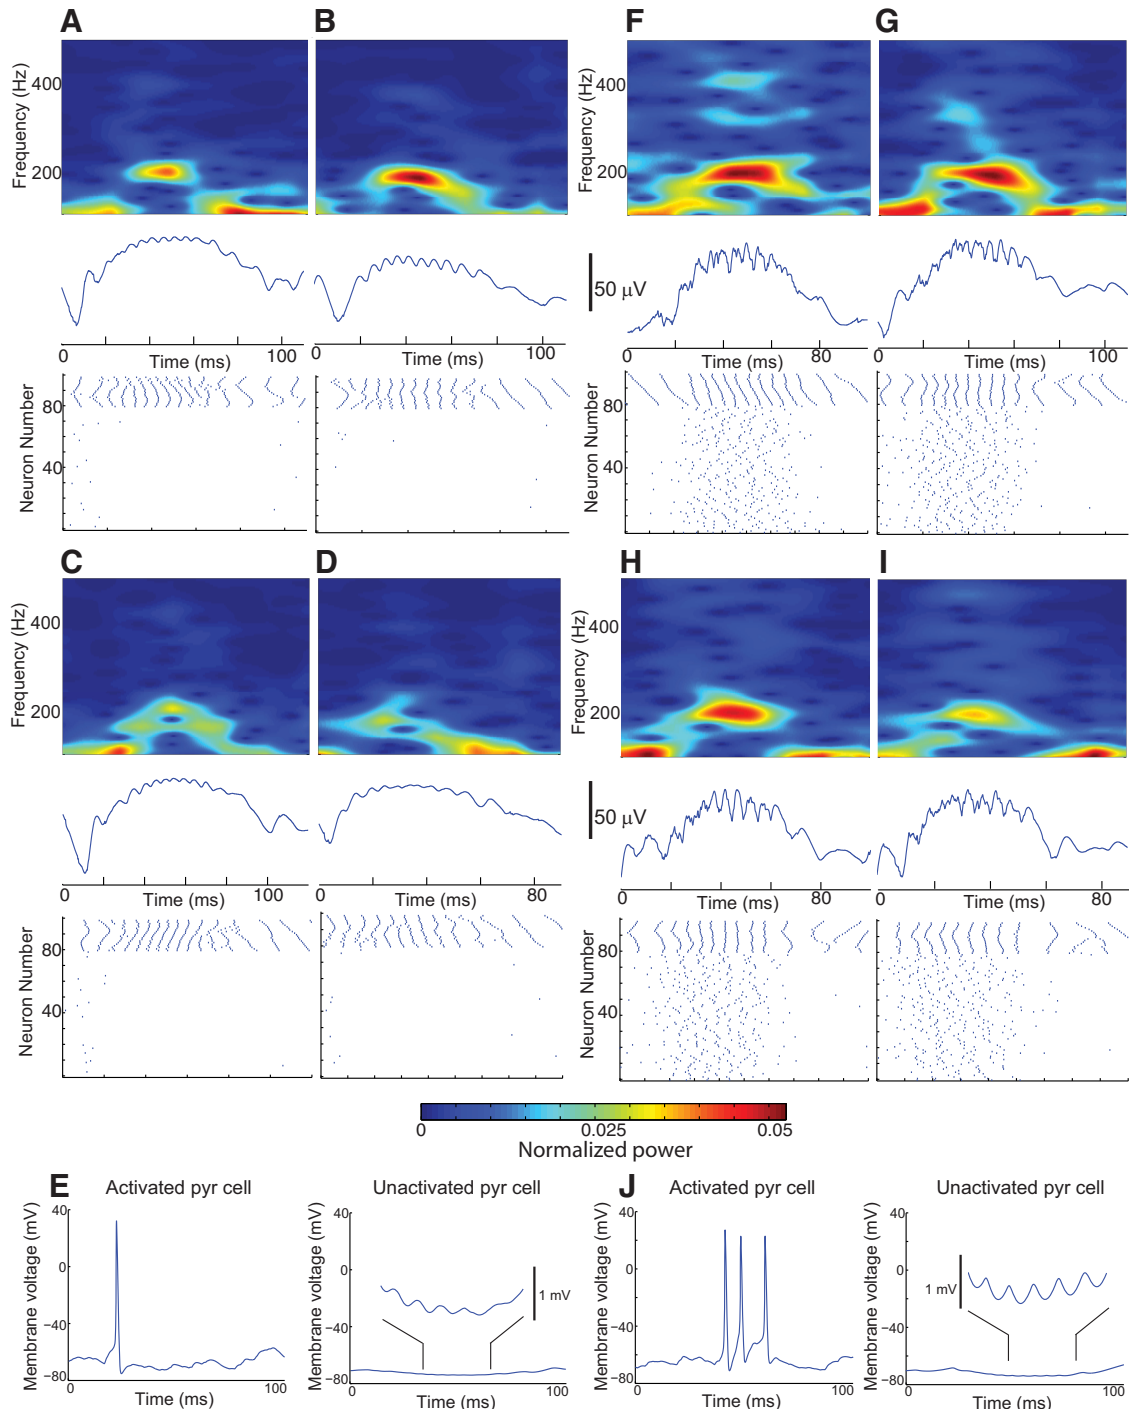 A
B
F
G
Frequency (Hz)
400
200
Frequency (Hz)
400
200
50 µV
0
100
Time (ms)
0
100
Time (ms)
0
80
Time (ms)
0
100
Time (ms)
Neuron Number
80
40
Neuron Number
80
40
C
D
H
I
Frequency (Hz)
400
200
Frequency (Hz)
400
200
50 µV
0
100
Time (ms)
0
80
Time (ms)
0
80
Time (ms)
0
80
Time (ms)
Neuron Number
80
40
Neuron Number
80
40
0
0.025
0.05
Normalized power
E
Activated pyr cell
Unactivated pyr cell
J
Activated pyr cell
Unactivated pyr cell
Membrane voltage (mV)
40
0
−40
−80
0
100
Time (ms)
Membrane voltage (mV)
40
0
−40
−80
1 mV
0
100
Time (ms)
Membrane voltage (mV)
40
0
−40
−80
0
100
Time (ms)
Membrane voltage (mV)
40
0
−40
−80
1 mV
0
100
Time (ms)